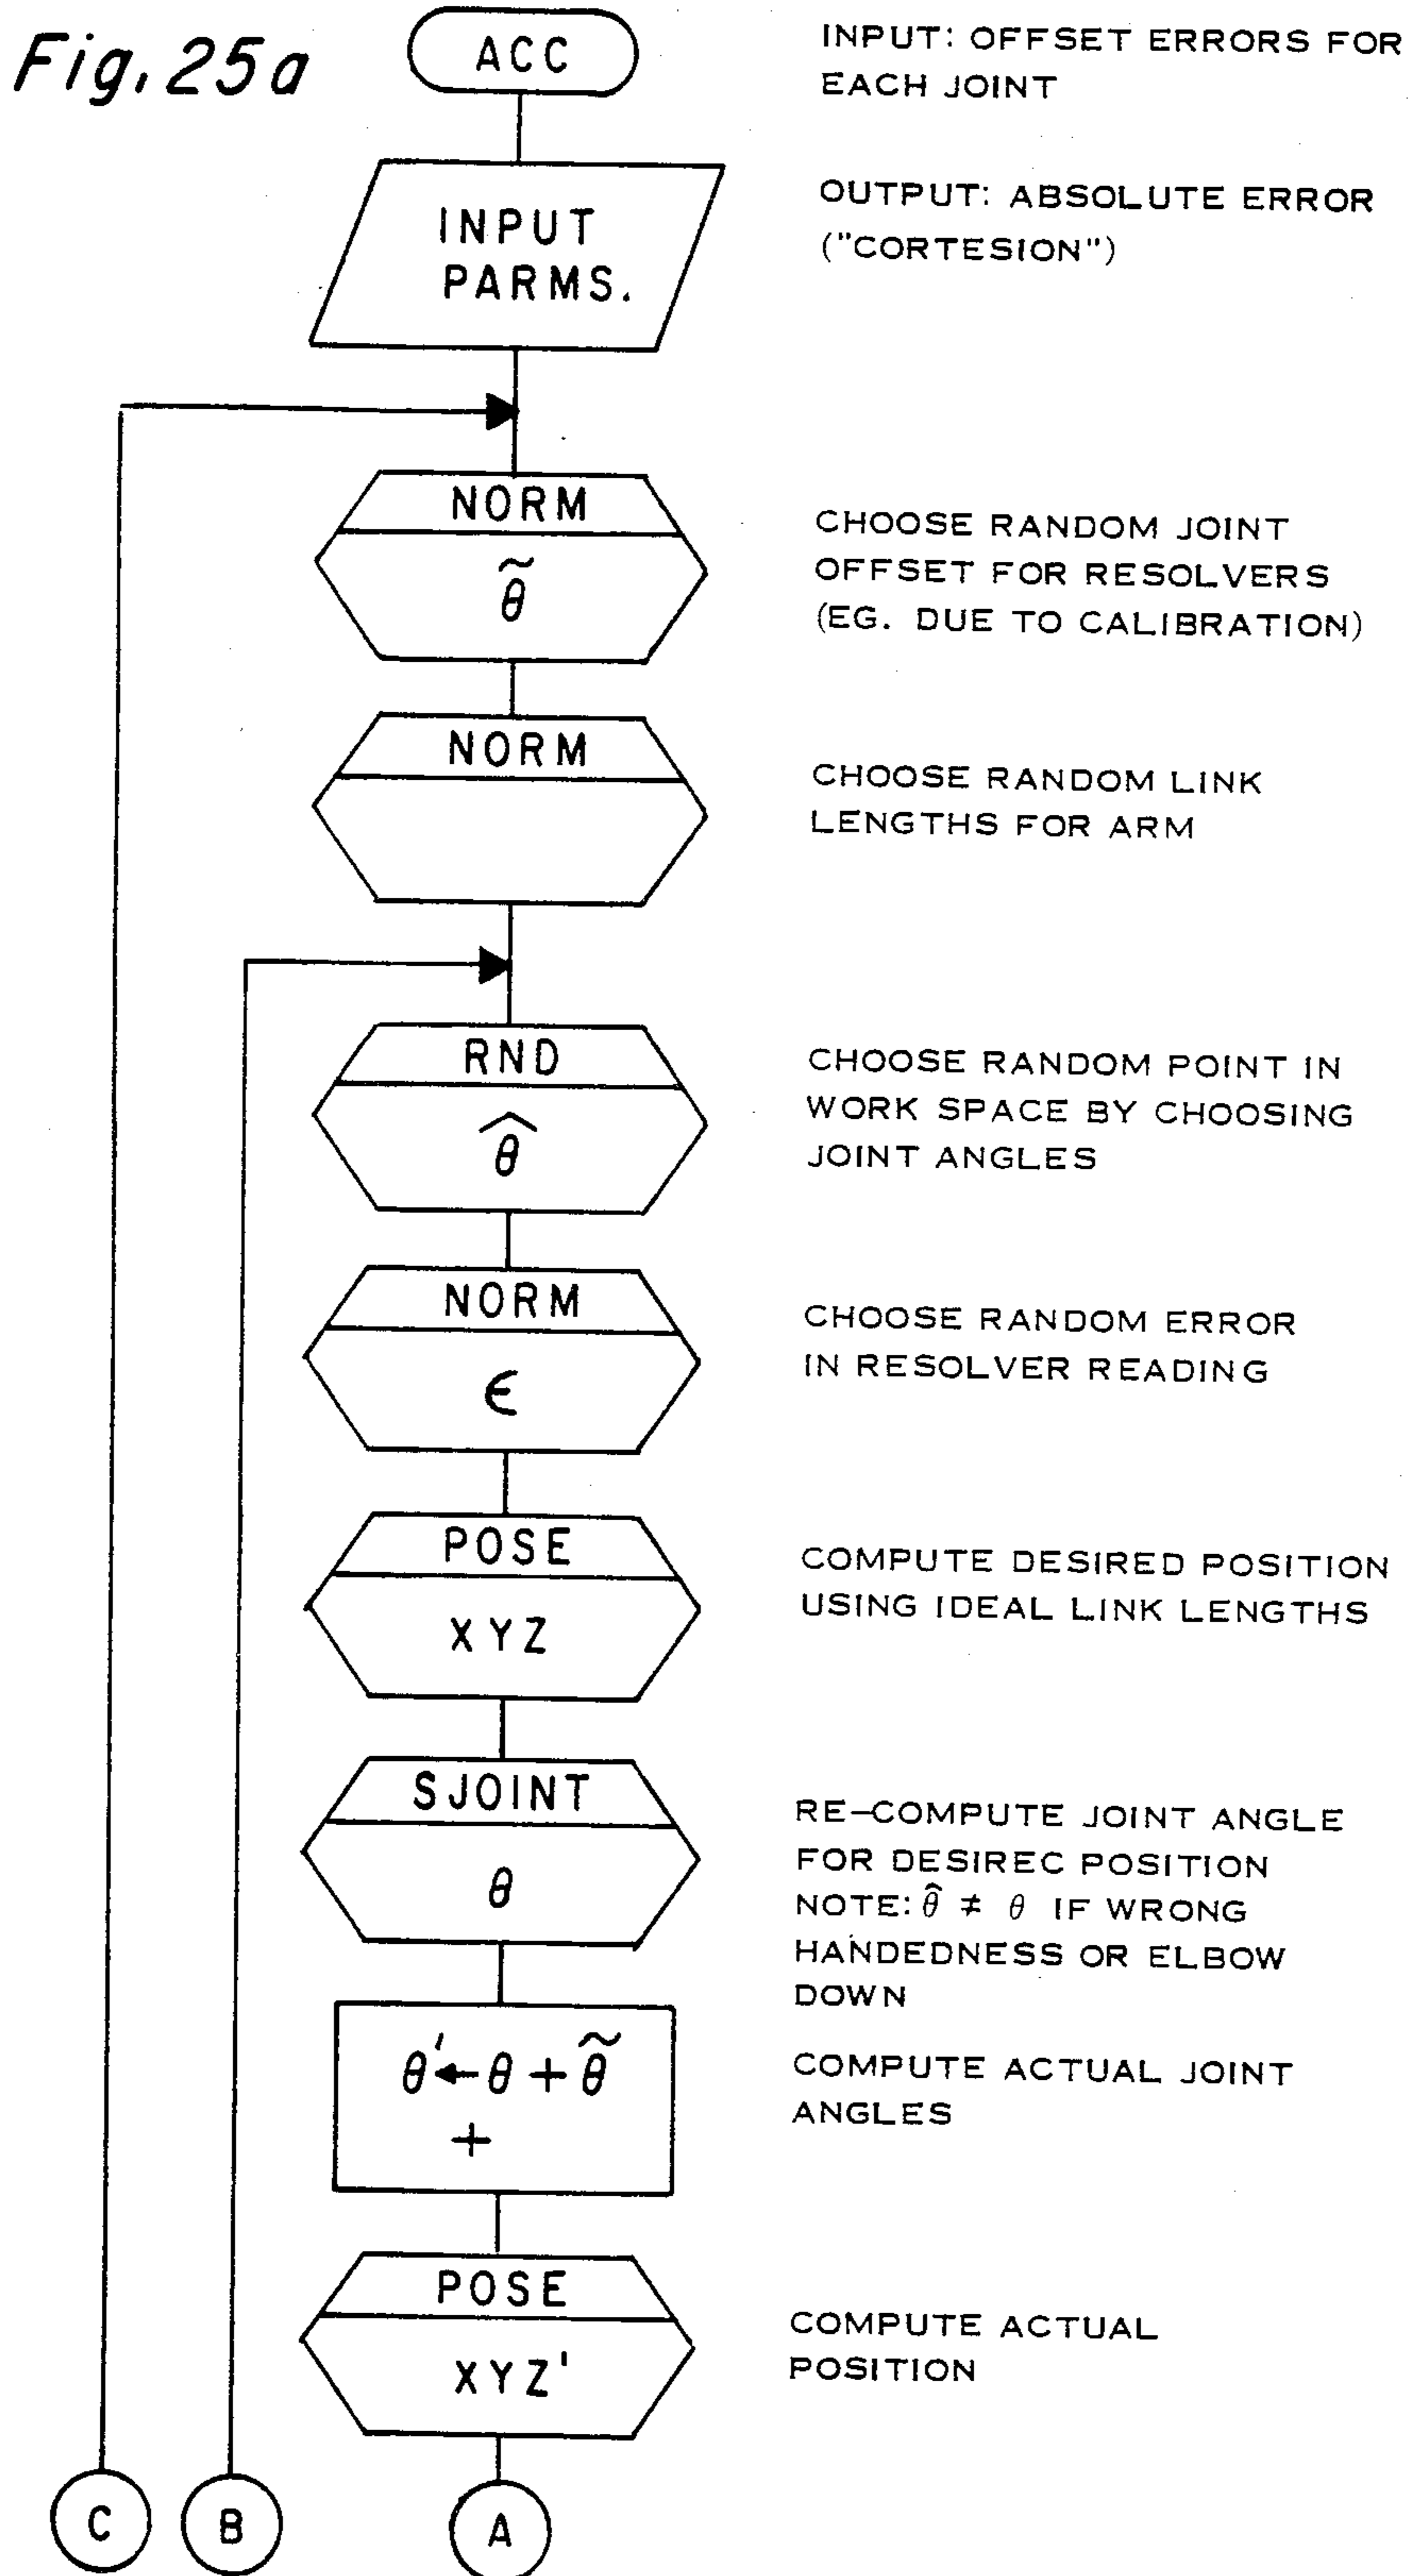 Fig. 25a
ACC
INPUT: OFFSET ERRORS FOR
EACH JOINT
INPUT
PARMS.
OUTPUT: ABSOLUTE ERROR
("CORTESION")
NORM
θ̃
CHOOSE RANDOM JOINT
OFFSET FOR RESOLVERS
(EG. DUE TO CALIBRATION)
NORM
CHOOSE RANDOM LINK
LENGTHS FOR ARM
RND
θ̂
CHOOSE RANDOM POINT IN
WORK SPACE BY CHOOSING
JOINT ANGLES
NORM
ϵ
CHOOSE RANDOM ERROR
IN RESOLVER READING
POSE
XYZ
COMPUTE DESIRED POSITION
USING IDEAL LINK LENGTHS
SJOINT
θ
RE-COMPUTE JOINT ANGLE
FOR DESIREC POSITION
NOTE: θ̂ ≠ θ IF WRONG
HANDEDNESS OR ELBOW
DOWN
θ' ← θ + θ̃
+
COMPUTE ACTUAL JOINT
ANGLES
POSE
XYZ'
COMPUTE ACTUAL
POSITION
C
B
A